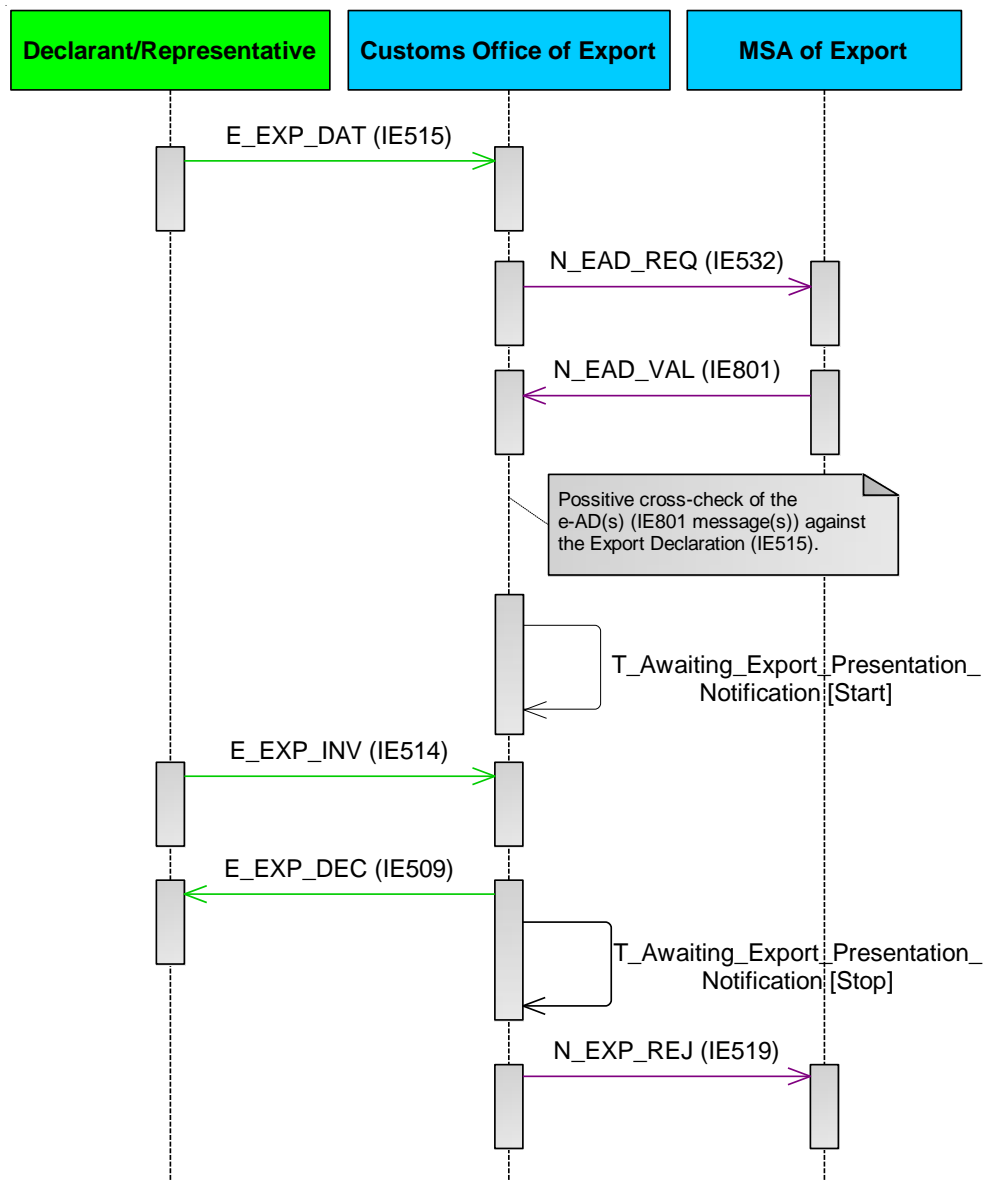 Declarant/Representative
Customs Office of Export
MSA of Export
E_EXP_DAT (IE515)
N_EAD_REQ (IE532)
N_EAD_VAL (IE801)
Possitive cross-check of the
e-AD(s) (IE801 message(s)) against
the Export Declaration (IE515).
T_Awaiting_Export_Presentation_
Notification [Start]
E_EXP_INV (IE514)
E_EXP_DEC (IE509)
T_Awaiting_Export_Presentation_
Notification [Stop]
N_EXP_REJ (IE519)